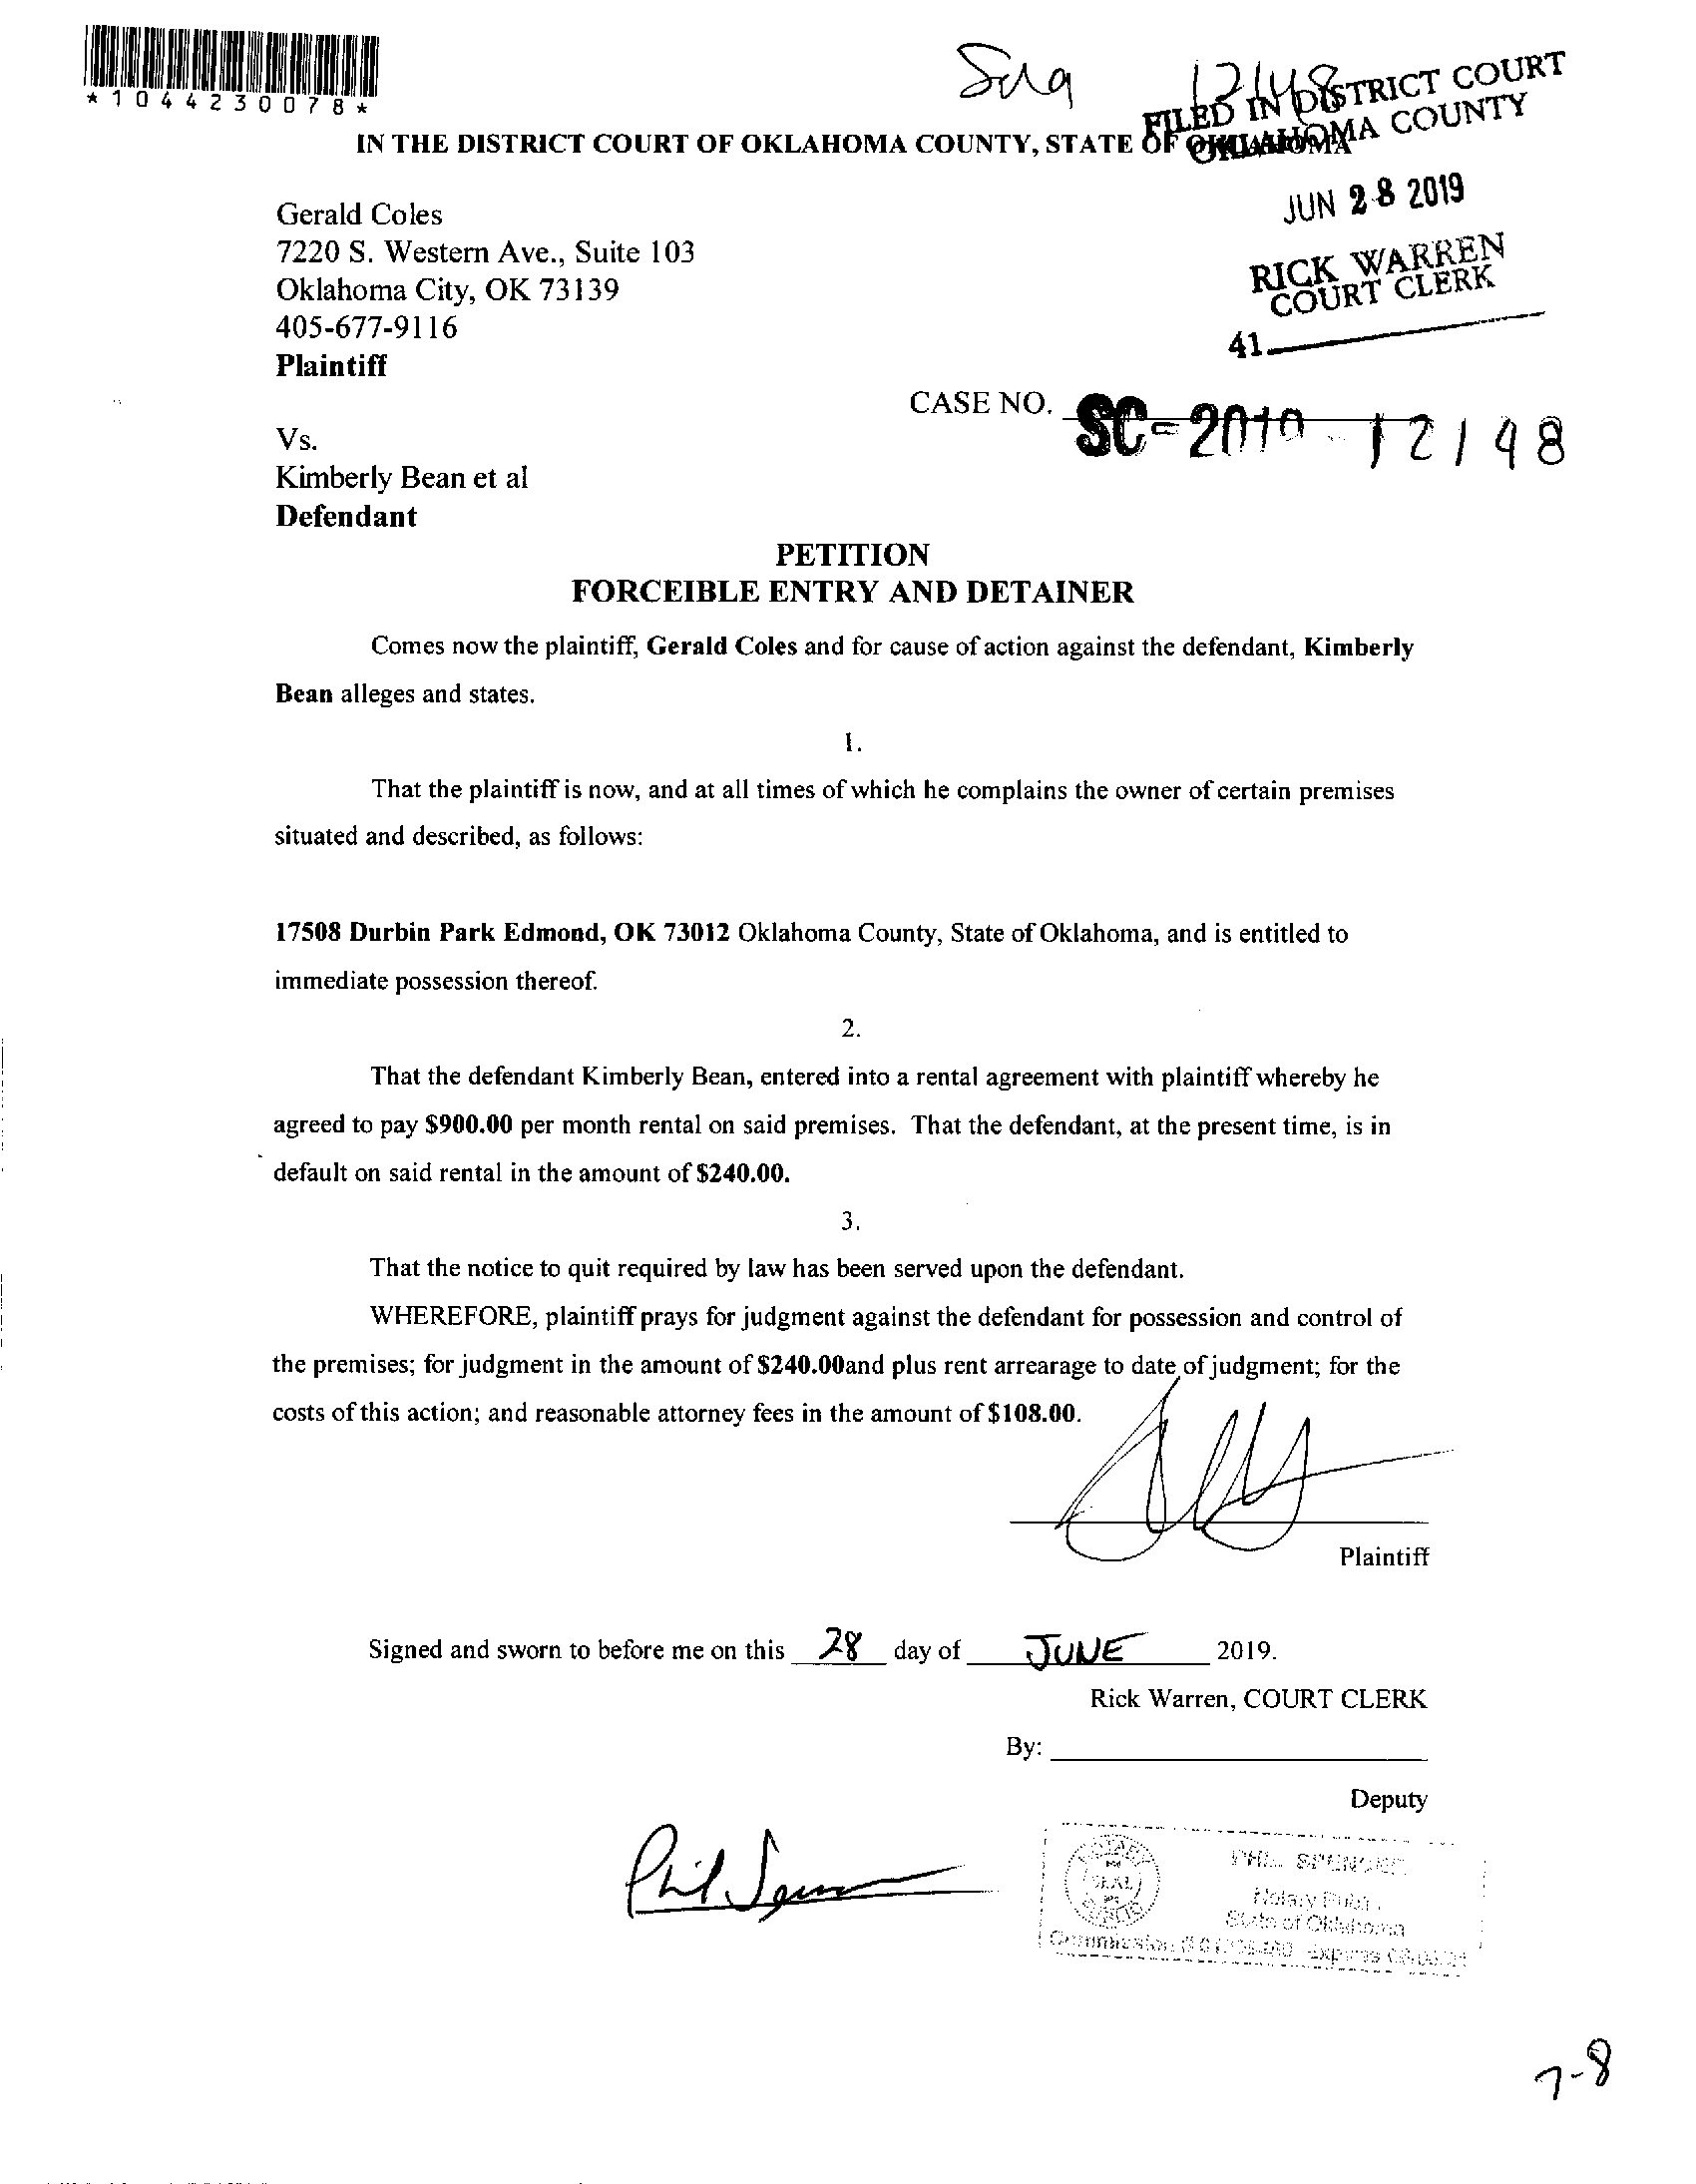 *1044230078*
12148
FILED IN DISTRICT COURT
OKLAHOMA COUNTY
IN THE DISTRICT COURT OF OKLAHOMA COUNTY, STATE OF OKLAHOMA
JUN 28 2019
RICK WARREN
COURT CLERK
41
Gerald Coles
7220 S. Western Ave., Suite 103
Oklahoma City, OK 73139
405-677-9116
Plaintiff
CASE NO. SC-2019-12148
Vs.
Kimberly Bean et al
Defendant
PETITION
FORCEIBLE ENTRY AND DETAINER
Comes now the plaintiff, Gerald Coles and for cause of action against the defendant, Kimberly
Bean alleges and states.
1.
That the plaintiff is now, and at all times of which he complains the owner of certain premises
situated and described, as follows:
17508 Durbin Park Edmond, OK 73012 Oklahoma County, State of Oklahoma, and is entitled to
immediate possession thereof.
2.
That the defendant Kimberly Bean, entered into a rental agreement with plaintiff whereby he
agreed to pay $900.00 per month rental on said premises. That the defendant, at the present time, is in
default on said rental in the amount of $240.00.
3.
That the notice to quit required by law has been served upon the defendant.
WHEREFORE, plaintiff prays for judgment against the defendant for possession and control of
the premises; for judgment in the amount of $240.00and plus rent arrearage to date of judgment; for the
costs of this action; and reasonable attorney fees in the amount of $108.00.
Plaintiff
Signed and sworn to before me on this 28 day of JUNE 2019.
Rick Warren, COURT CLERK
By:
Deputy
Phil Spencer
NOTARY
SEAL
PUBLIC
PHIL SPENCER
Notary Public
State of Oklahoma
7-8